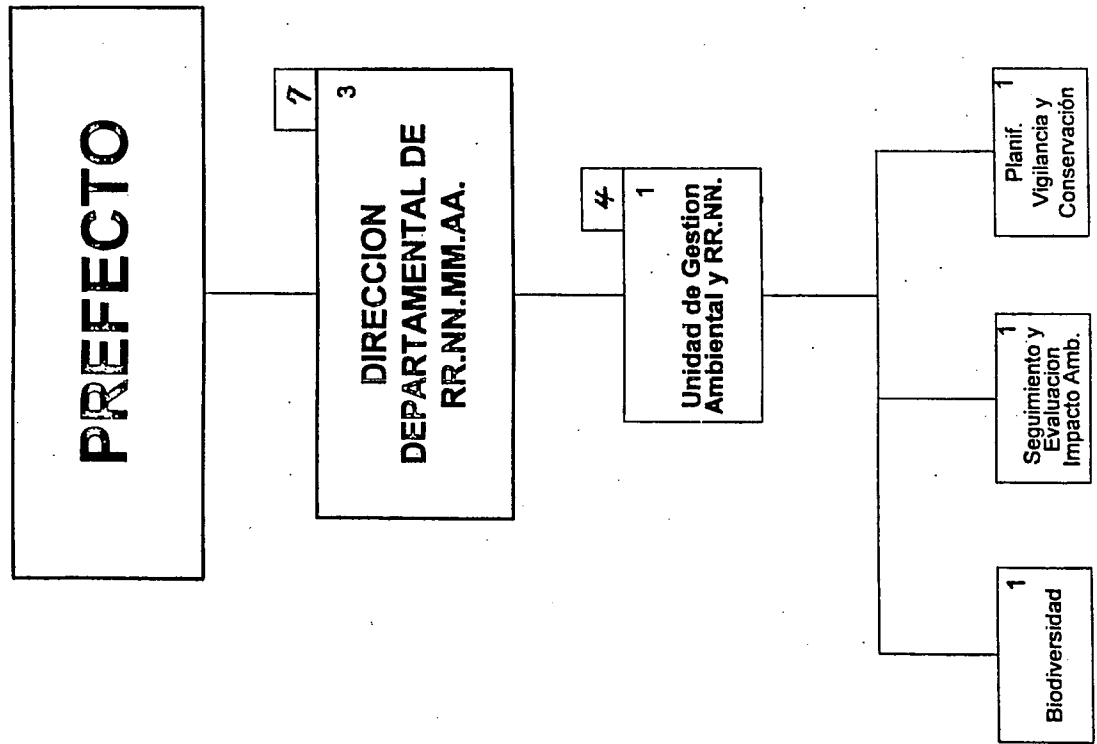 PREFECTO
7
3
DIRECCION
DEPARTAMENTAL DE
RR.NN.MM.AA.
4
1
Unidad de Gestion
Ambiental y RR.NN.
1
Biodiversidad
1
Seguimiento y
Evaluacion
Impacto Amb.
1
Planif.
Vigilancia y
Conservación